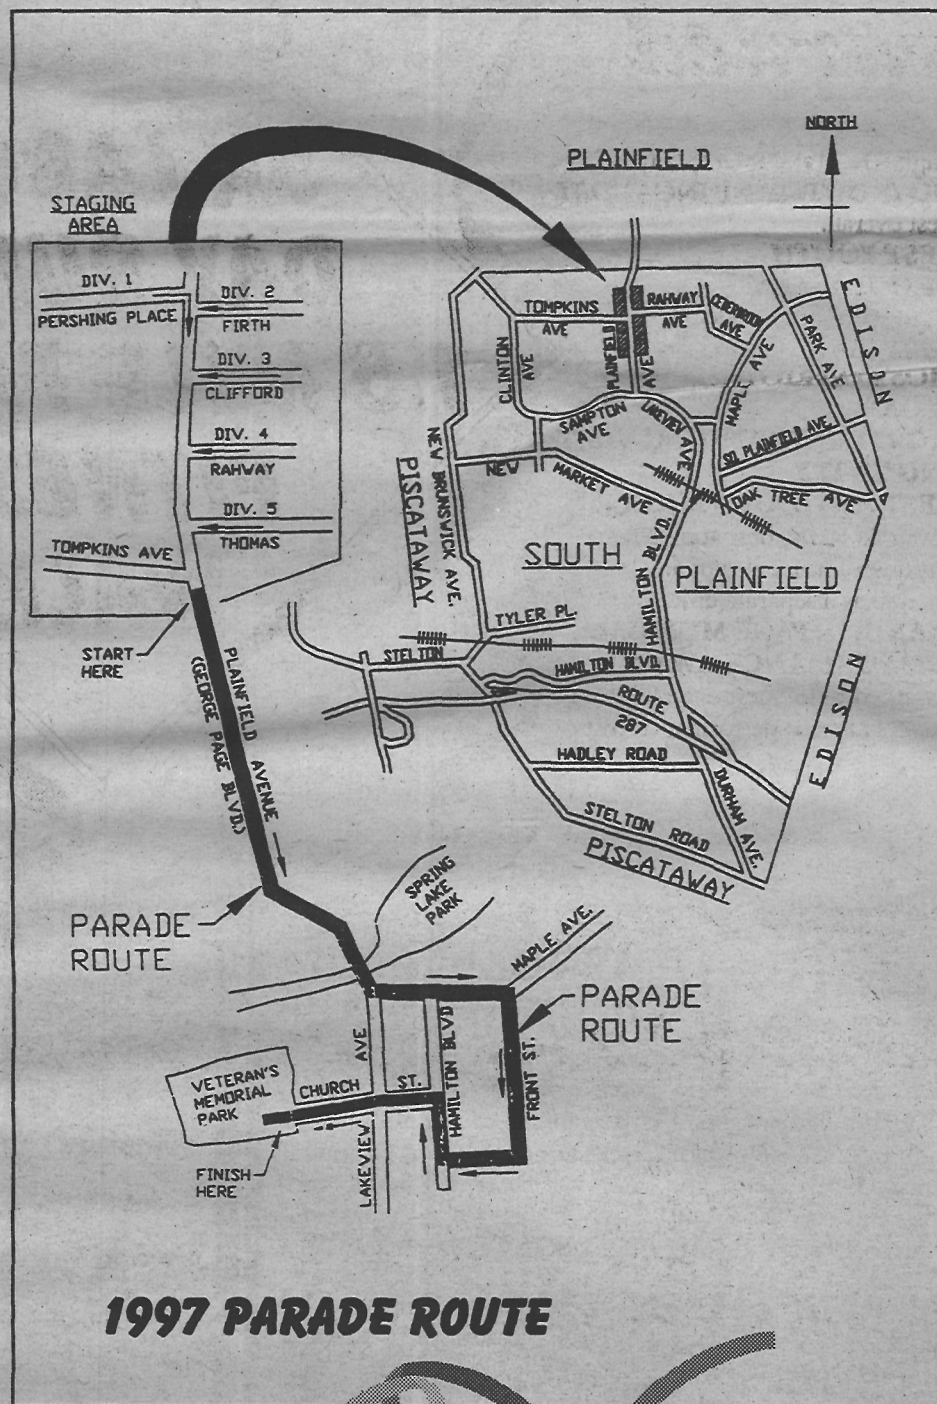 NORTH
PLAINFIELD
STAGING
AREA
DIV. 1
PERSHING PLACE
DIV. 2
FIRTH
DIV. 3
CLIFFORD
DIV. 4
RAHWAY
DIV. 5
THOMAS
TOMPKINS AVE
START
HERE
PLAINFIELD AVENUE
(GEORGE PAGE BLVD.)
EDISON
TOMPKINS
AVE
RAHWAY
AVE
AVE
PLAINFIELD
AVE
CLINTON
AVE
MAPLE AVE
PARK AVE
SAMPTON
AVE
LAKEVIEW AVE
SO. PLAINFIELD AVE.
NEW
MARKET AVE
OAK TREE AVE
NEW BRUNSWICK AVE.
PISCATAWAY
SOUTH
PLAINFIELD
HAMILTON BLVD.
TYLER PL.
STELTON
HAMILTON BLVD.
ROUTE
287
EDISON
HADLEY ROAD
DURHAM AVE.
STELTON ROAD
PISCATAWAY
SPRING
LAKE
PARK
PARADE
ROUTE
MAPLE AVE.
PARADE
ROUTE
AVE
HAMILTON BLVD
FRONT ST.
VETERAN'S
MEMORIAL
PARK
CHURCH
ST.
LAKEVIEW
FINISH
HERE
1997 PARADE ROUTE